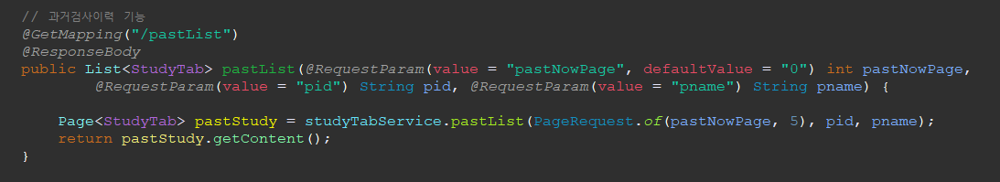 // 과거검사이력 기능
@GetMapping("/pastList")
@ResponseBody
public List<StudyTab> pastList(@RequestParam(value = "pastNowPage", defaultValue = "0") int pastNowPage,
@RequestParam(value = "pid") String pid, @RequestParam(value = "pname") String pname) {
Page<StudyTab> pastStudy = studyTabService.pastList(PageRequest.of(pastNowPage, 5), pid, pname);
return pastStudy.getContent();
}